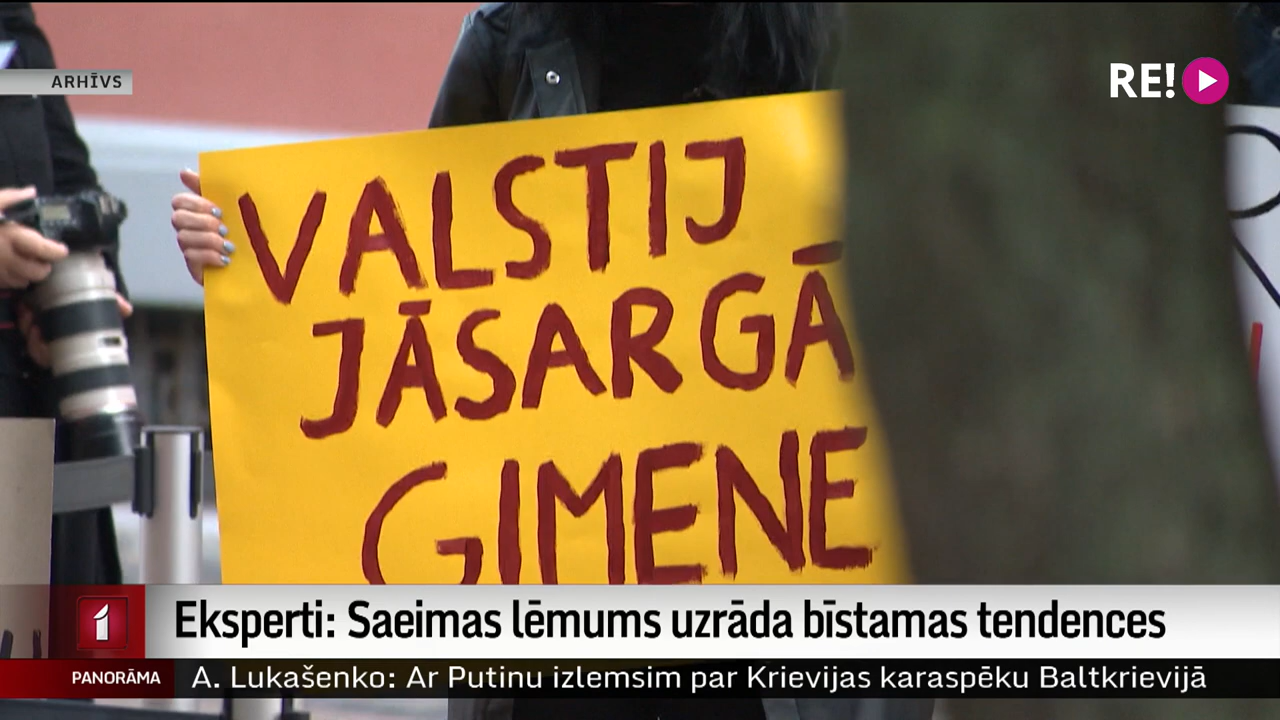 ARHĪVS
RE!
VALSTIJ
JĀSARGĀ
ĢIMENE
1
Eksperti: Saeimas lēmums uzrāda bīstamas tendences
PANORĀMA
A. Lukašenko: Ar Putinu izlemsim par Krievijas karaspēku Baltkrievijā